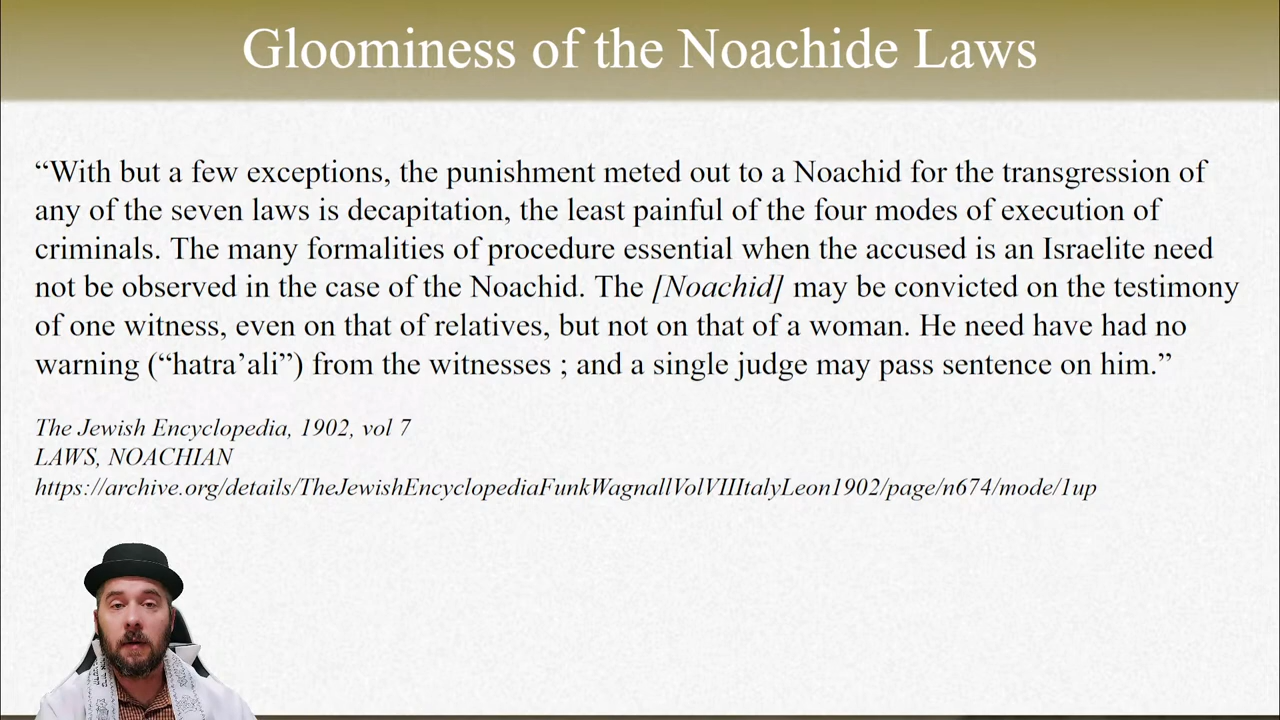 Gloominess of the Noachide Laws
“With but a few exceptions, the punishment meted out to a Noachid for the transgression of
any of the seven laws is decapitation, the least painful of the four modes of execution of
criminals. The many formalities of procedure essential when the accused is an Israelite need
not be observed in the case of the Noachid. The [Noachid] may be convicted on the testimony
of one witness, even on that of relatives, but not on that of a woman. He need have had no
warning (“hatra’ali”) from the witnesses ; and a single judge may pass sentence on him.”
The Jewish Encyclopedia, 1902, vol 7
LAWS, NOACHIAN
https://archive.org/details/TheJewishEncyclopediaFunkWagnallVolVIIItalyLeon1902/page/n674/mode/1up